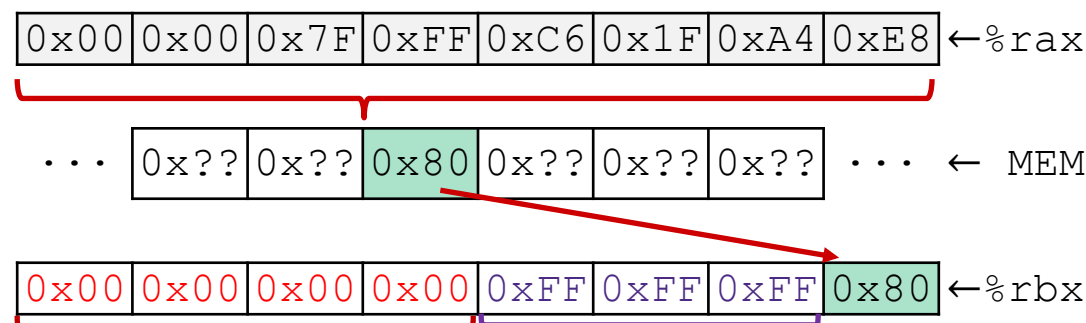 0x00 0x00 0x7F 0xFF 0xC6 0x1F 0xA4 0xE8 ←%rax
··· 0x?? 0x?? 0x80 0x?? 0x?? 0x?? ··· ← MEM
0x00 0x00 0x00 0x00 0xFF 0xFF 0xFF 0x80 ←%rbx